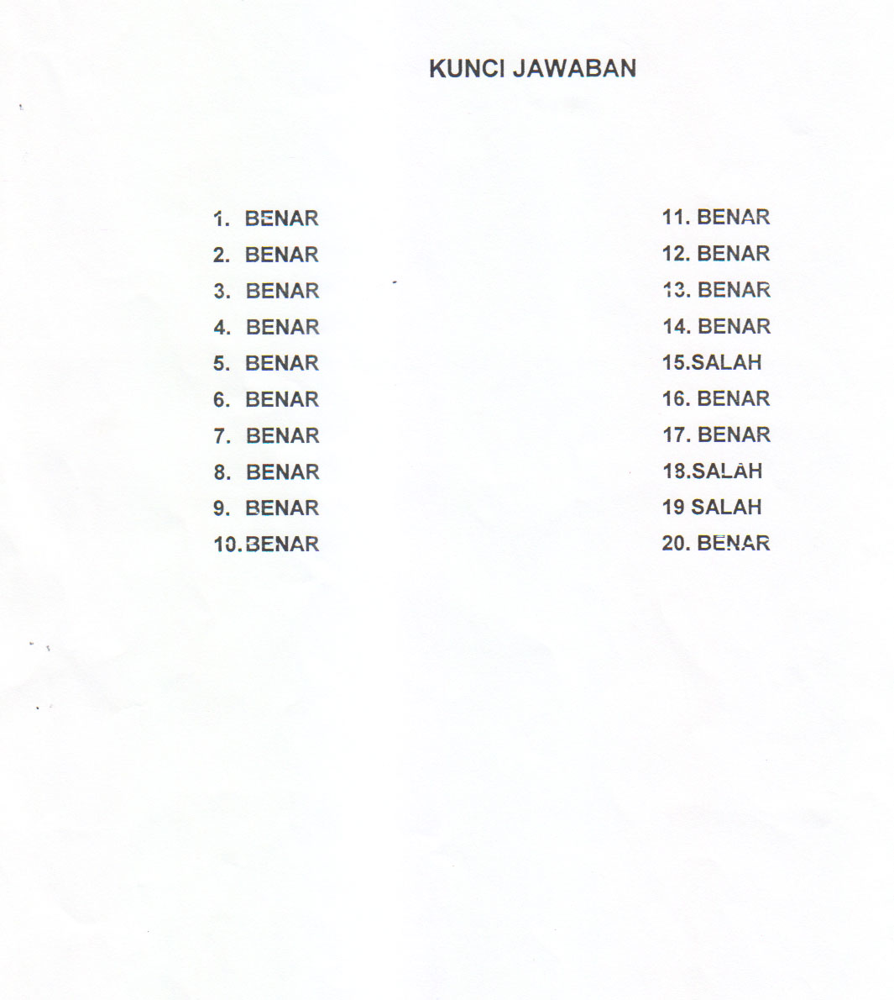 KUNCI JAWABAN
1. BENAR
2. BENAR
3. BENAR
4. BENAR
5. BENAR
6. BENAR
7. BENAR
8. BENAR
9. BENAR
10. BENAR
11. BENAR
12. BENAR
13. BENAR
14. BENAR
15.SALAH
16. BENAR
17. BENAR
18.SALAH
19 SALAH
20. BENAR